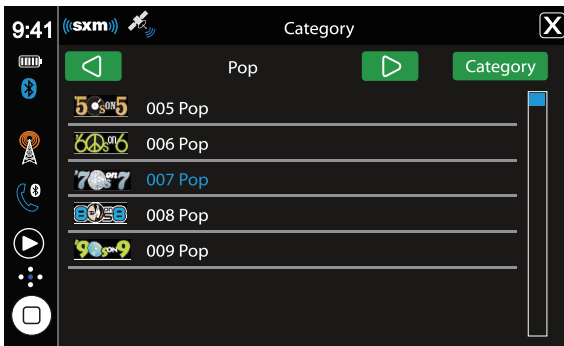 9:41 ((sxm)) Category X
Pop Category
50s on 5 005 Pop
60s on 6 006 Pop
'70s on 7 007 Pop
80s on 8 008 Pop
'90s on 9 009 Pop